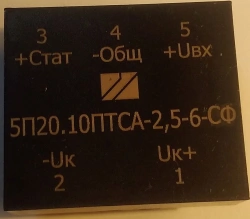 3 4 5
+Стат -Общ +Uвх
5П20.10ПТСА-2,5-6-СФ
-Uк Uк+
2 1